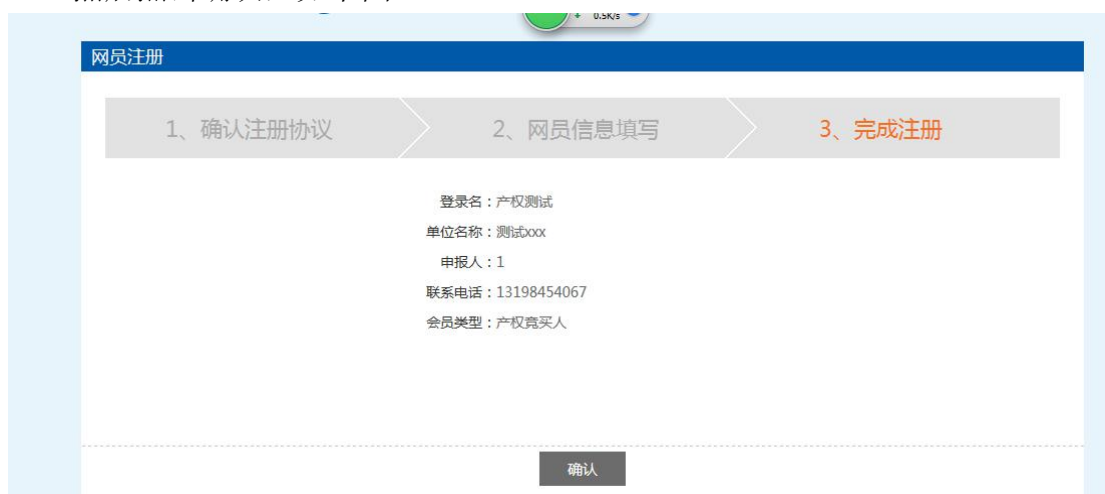 + 0.5K/s
网员注册
1、确认注册协议 2、网员信息填写 3、完成注册
登录名：产权测试
单位名称：测试xxx
申报人：1
联系电话：13198454067
会员类型：产权竞买人
确认